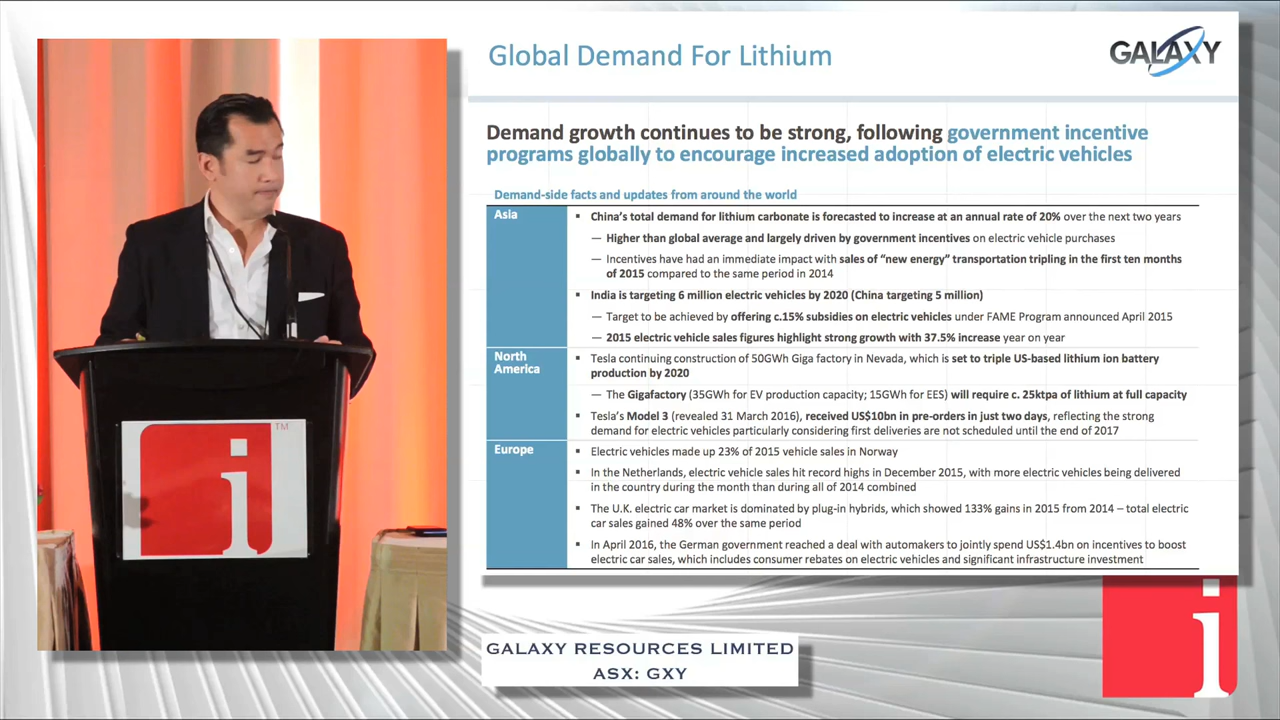 Global Demand For Lithium
GALAXY
Demand growth continues to be strong, following government incentive
programs globally to encourage increased adoption of electric vehicles
Demand-side facts and updates from around the world
Asia
▪ China's total demand for lithium carbonate is forecasted to increase at an annual rate of 20% over the next two years
— Higher than global average and largely driven by government incentives on electric vehicle purchases
— Incentives have had an immediate impact with sales of "new energy" transportation tripling in the first ten months
of 2015 compared to the same period in 2014
▪ India is targeting 6 million electric vehicles by 2020 (China targeting 5 million)
— Target to be achieved by offering c.15% subsidies on electric vehicles under FAME Program announced April 2015
— 2015 electric vehicle sales figures highlight strong growth with 37.5% increase year on year
North
America
▪ Tesla continuing construction of 50GWh Giga factory in Nevada, which is set to triple US-based lithium ion battery
production by 2020
— The Gigafactory (35GWh for EV production capacity; 15GWh for EES) will require c. 25ktpa of lithium at full capacity
▪ Tesla's Model 3 (revealed 31 March 2016), received US$10bn in pre-orders in just two days, reflecting the strong
demand for electric vehicles particularly considering first deliveries are not scheduled until the end of 2017
Europe
▪ Electric vehicles made up 23% of 2015 vehicle sales in Norway
▪ In the Netherlands, electric vehicle sales hit record highs in December 2015, with more electric vehicles being delivered
in the country during the month than during all of 2014 combined
▪ The U.K. electric car market is dominated by plug-in hybrids, which showed 133% gains in 2015 from 2014 – total electric
car sales gained 48% over the same period
▪ In April 2016, the German government reached a deal with automakers to jointly spend US$1.4bn on incentives to boost
electric car sales, which includes consumer rebates on electric vehicles and significant infrastructure investment
i
TM
GALAXY RESOURCES LIMITED
ASX: GXY
i